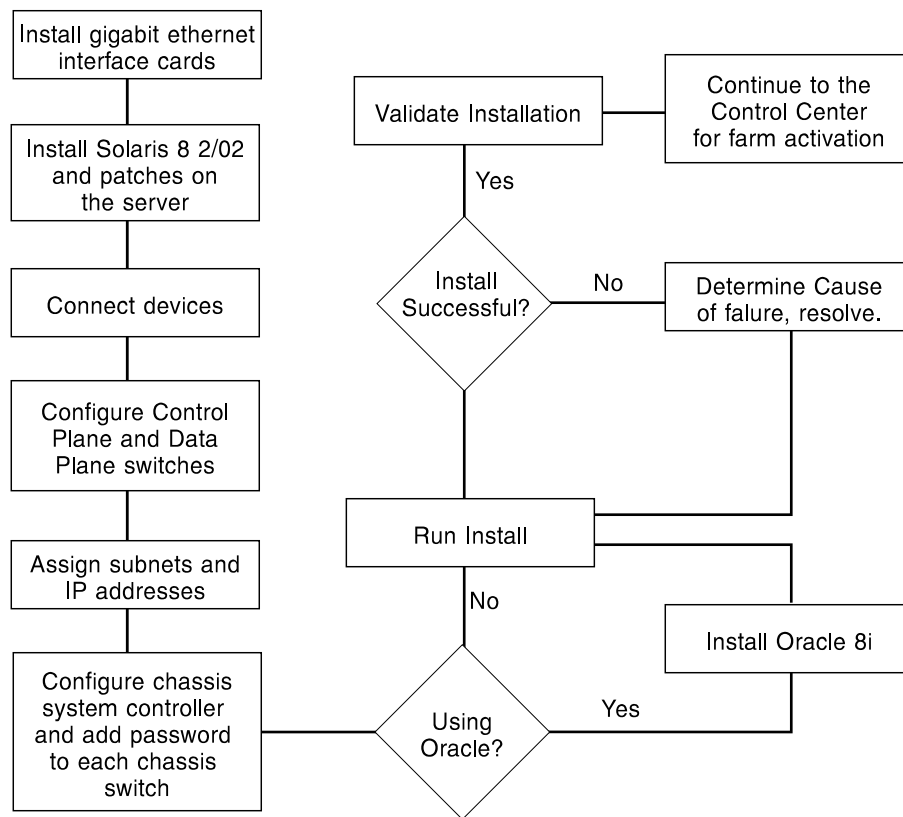 Install gigabit ethernet
interface cards
Install Solaris 8 2/02
and patches on
the server
Connect devices
Configure Control
Plane and Data
Plane switches
Assign subnets and
IP addresses
Configure chassis
system controller
and add password
to each chassis
switch
Using
Oracle?
Yes
Install Oracle 8i
No
Run Install
Install
Successful?
No
Determine Cause
of falure, resolve.
Yes
Validate Installation
Continue to the
Control Center
for farm activation